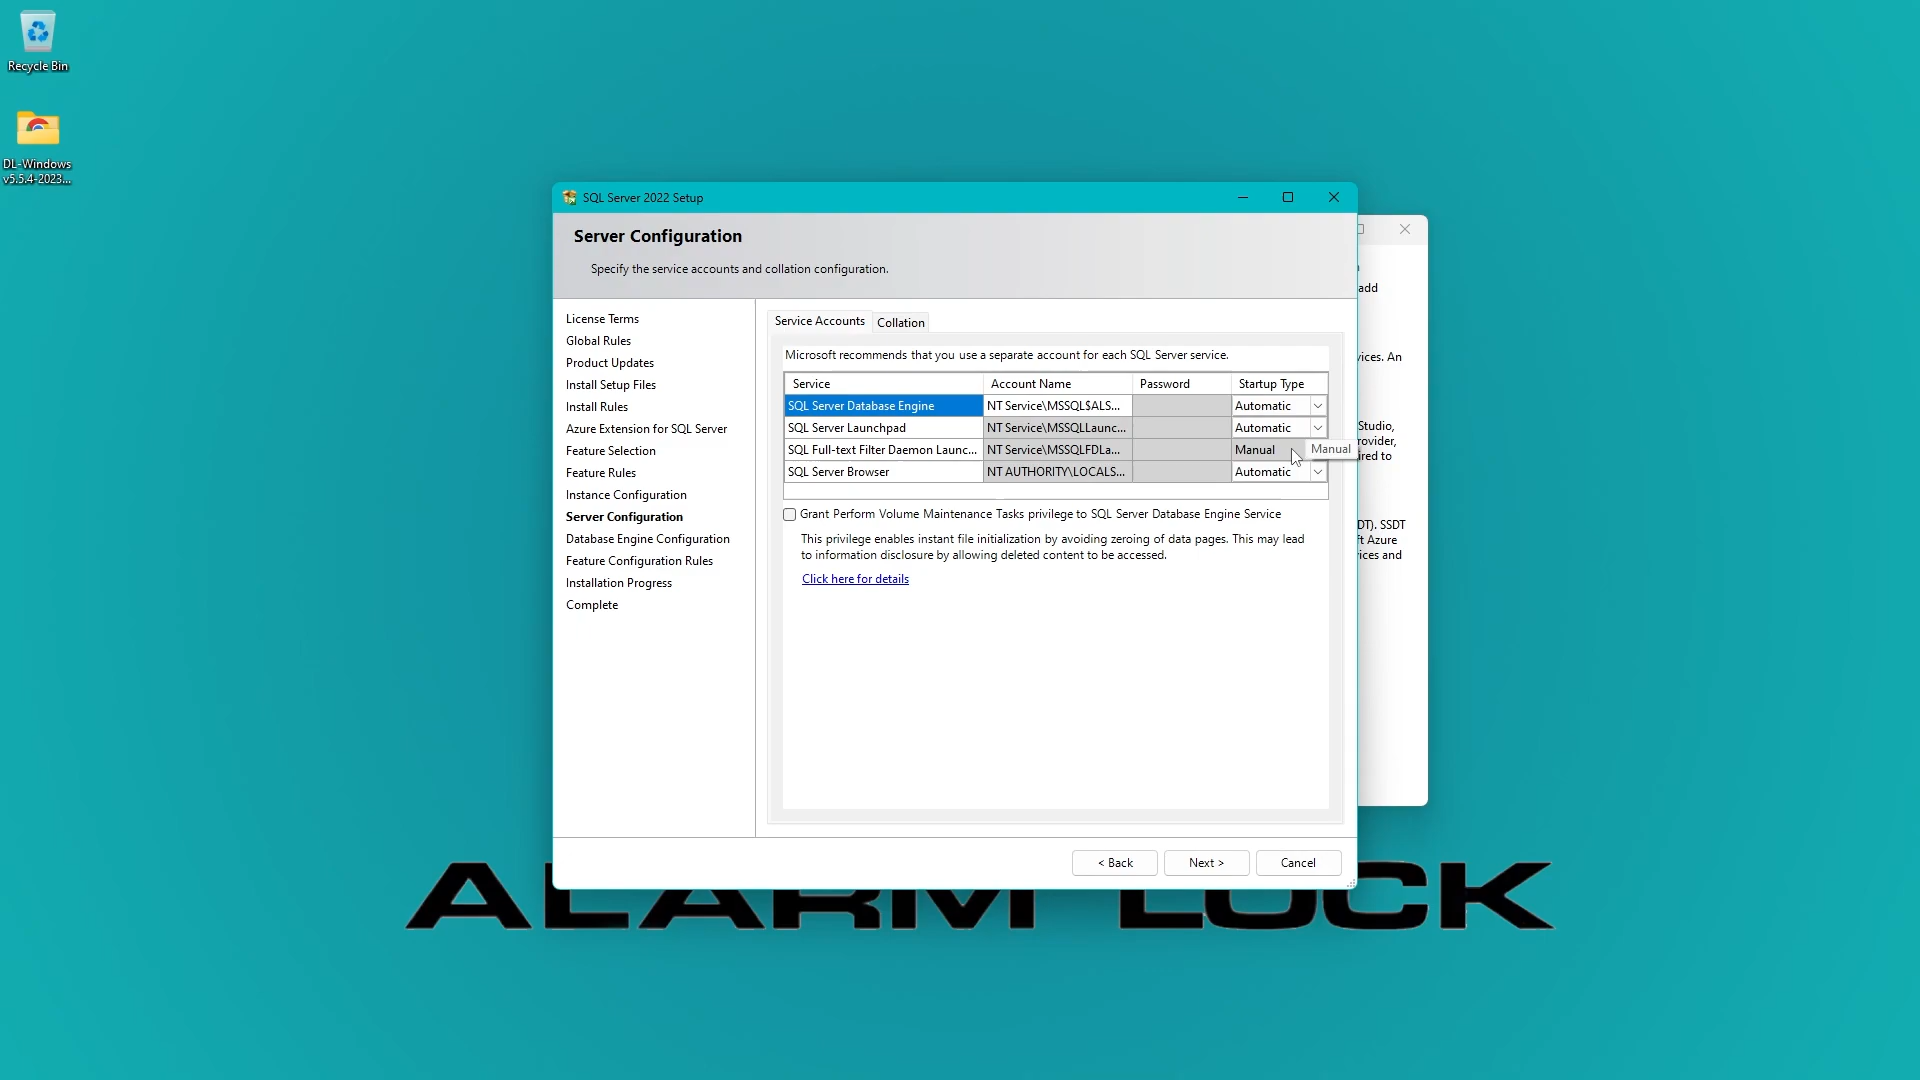 Recycle Bin
DL-Windows
v5.5.4-2023...
SQL Server 2022 Setup
Server Configuration
Specify the service accounts and collation configuration.
License Terms
Global Rules
Product Updates
Install Setup Files
Install Rules
Azure Extension for SQL Server
Feature Selection
Feature Rules
Instance Configuration
Server Configuration
Database Engine Configuration
Feature Configuration Rules
Installation Progress
Complete
Service Accounts
Collation
Microsoft recommends that you use a separate account for each SQL Server service.
Service Account Name Password Startup Type
SQL Server Database Engine NT Service\MSSQL$ALS... Automatic
SQL Server Launchpad NT Service\MSSQLLaunc... Automatic
SQL Full-text Filter Daemon Launc... NT Service\MSSQLFDLa... Manual
Manual
SQL Server Browser NT AUTHORITY\LOCALS... Automatic
Grant Perform Volume Maintenance Tasks privilege to SQL Server Database Engine Service
This privilege enables instant file initialization by avoiding zeroing of data pages. This may lead
to information disclosure by allowing deleted content to be accessed.
Click here for details
< Back
Next >
Cancel
add
vices. An
Studio,
rovider,
ired to
DT). SSDT
ft Azure
ices and
ALARM LOCK